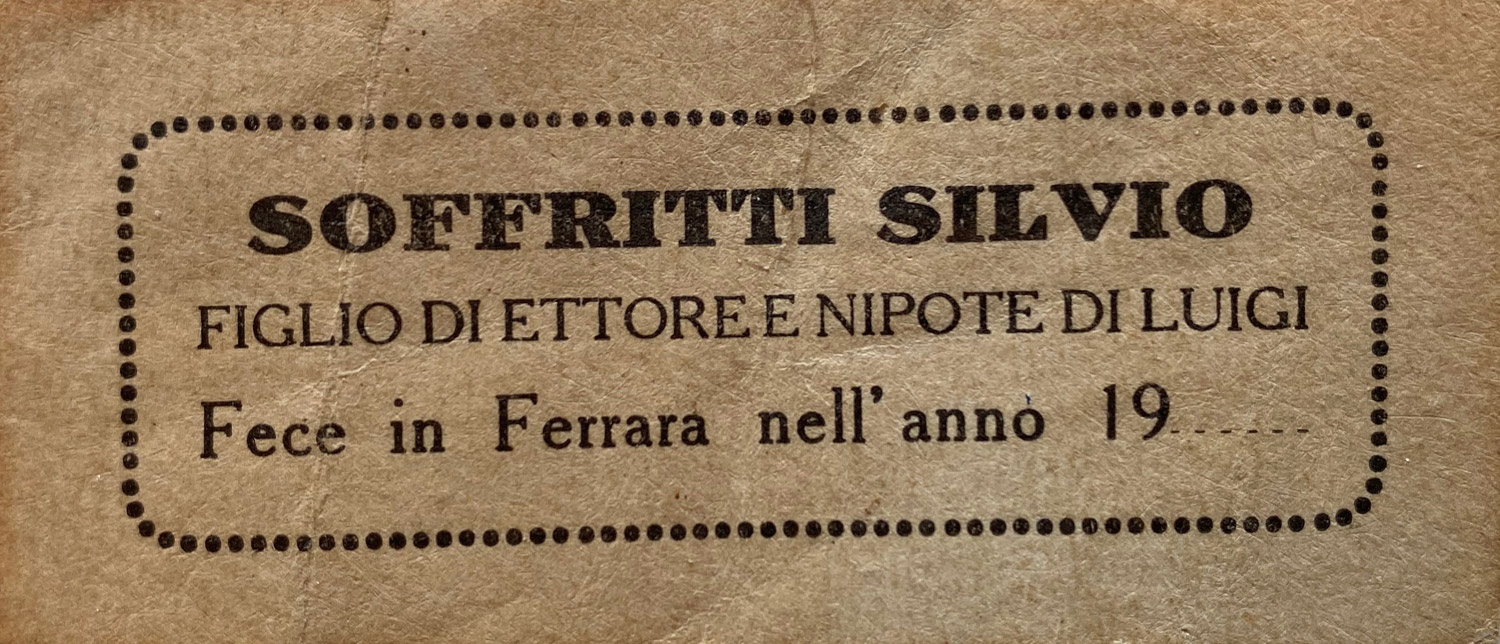 SOFFRITTI SILVIO
FIGLIO DI ETTORE E NIPOTE DI LUIGI
Fece in Ferrara nell'anno 19......